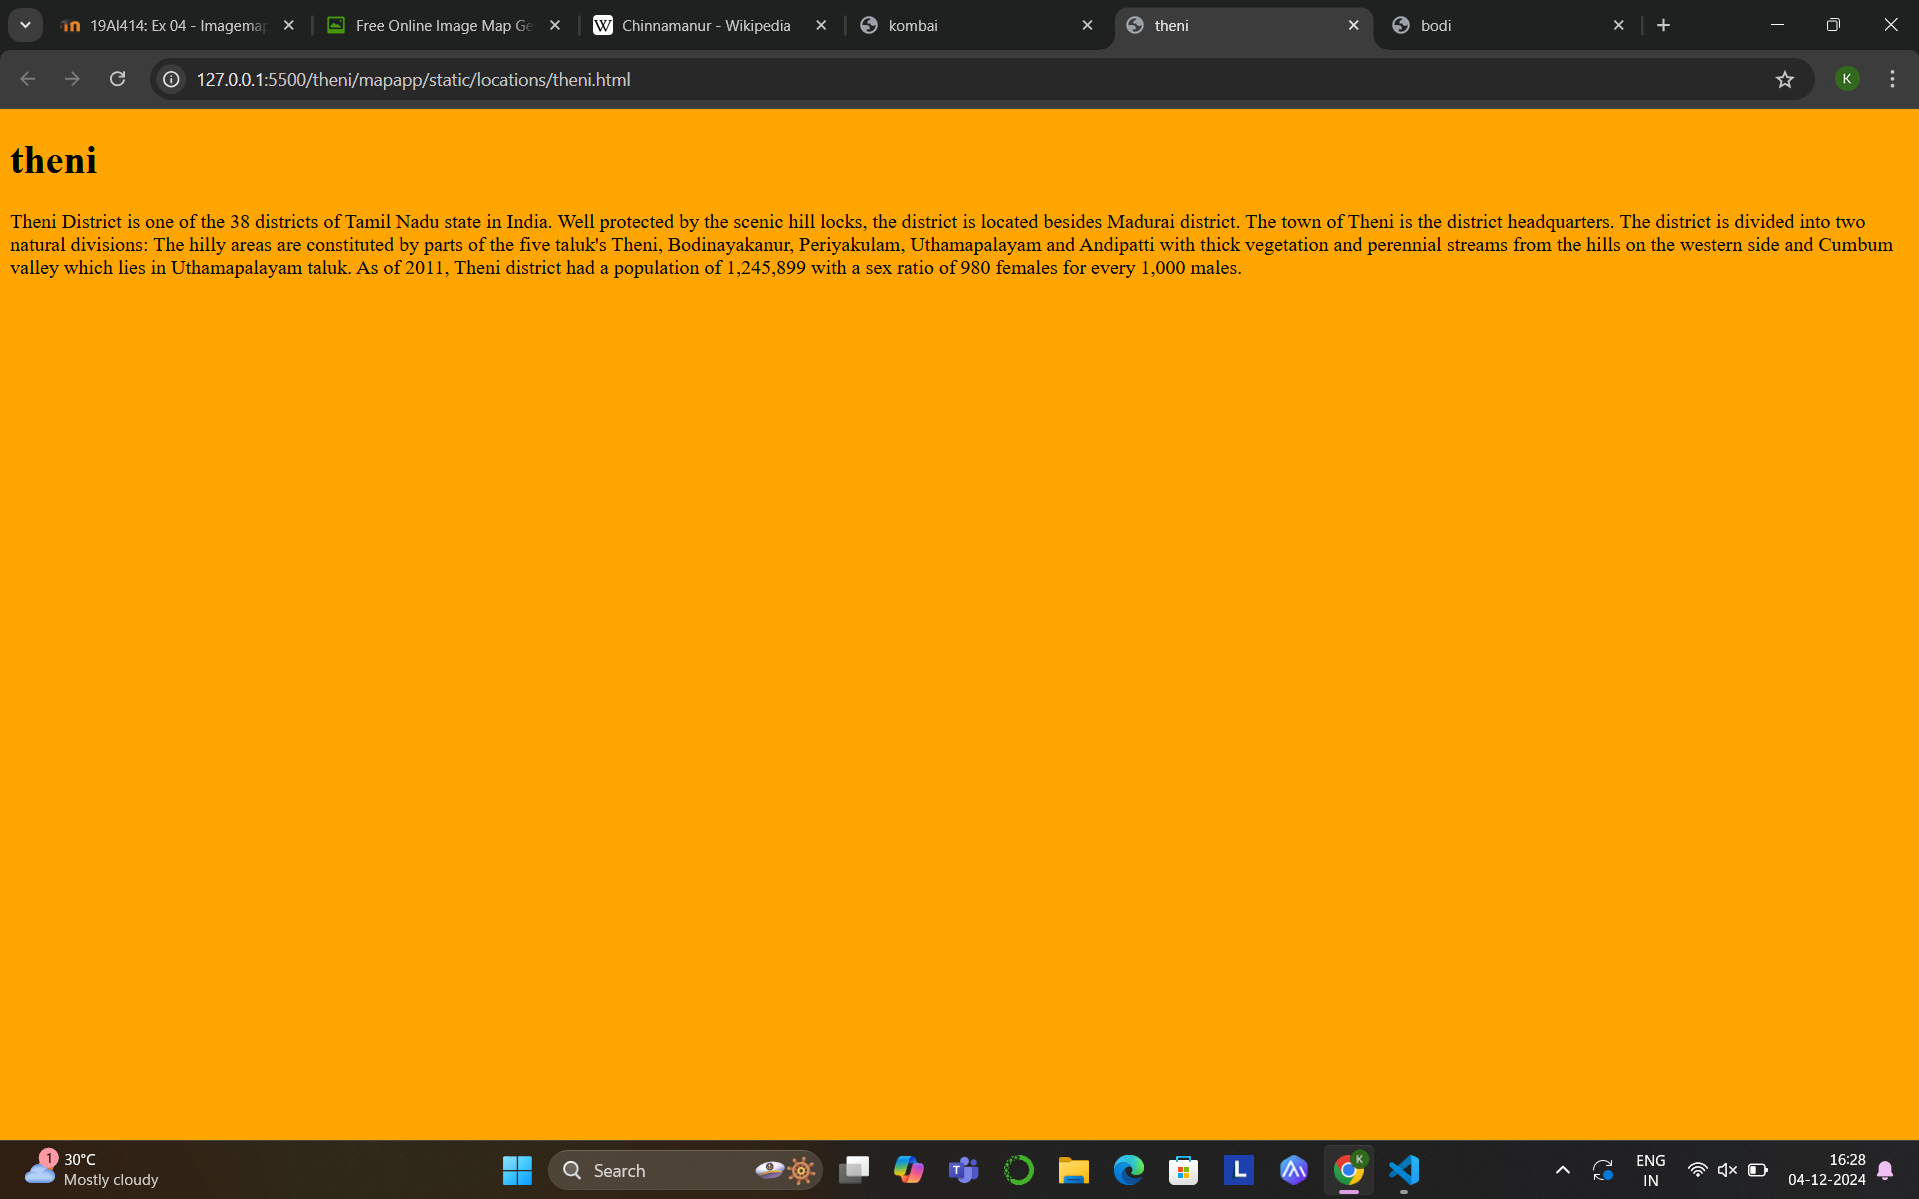 19AI414: Ex 04 - Imagemap
Free Online Image Map Ge
Chinnamanur - Wikipedia
kombai
theni
bodi
127.0.0.1:5500/theni/mapapp/static/locations/theni.html
K
theni
Theni District is one of the 38 districts of Tamil Nadu state in India. Well protected by the scenic hill locks, the district is located besides Madurai district. The town of Theni is the district headquarters. The district is divided into two
natural divisions: The hilly areas are constituted by parts of the five taluk's Theni, Bodinayakanur, Periyakulam, Uthamapalayam and Andipatti with thick vegetation and perennial streams from the hills on the western side and Cumbum
valley which lies in Uthamapalayam taluk. As of 2011, Theni district had a population of 1,245,899 with a sex ratio of 980 females for every 1,000 males.
1
30°C
Mostly cloudy
Search
T
L
K
ENG
IN
16:28
04-12-2024